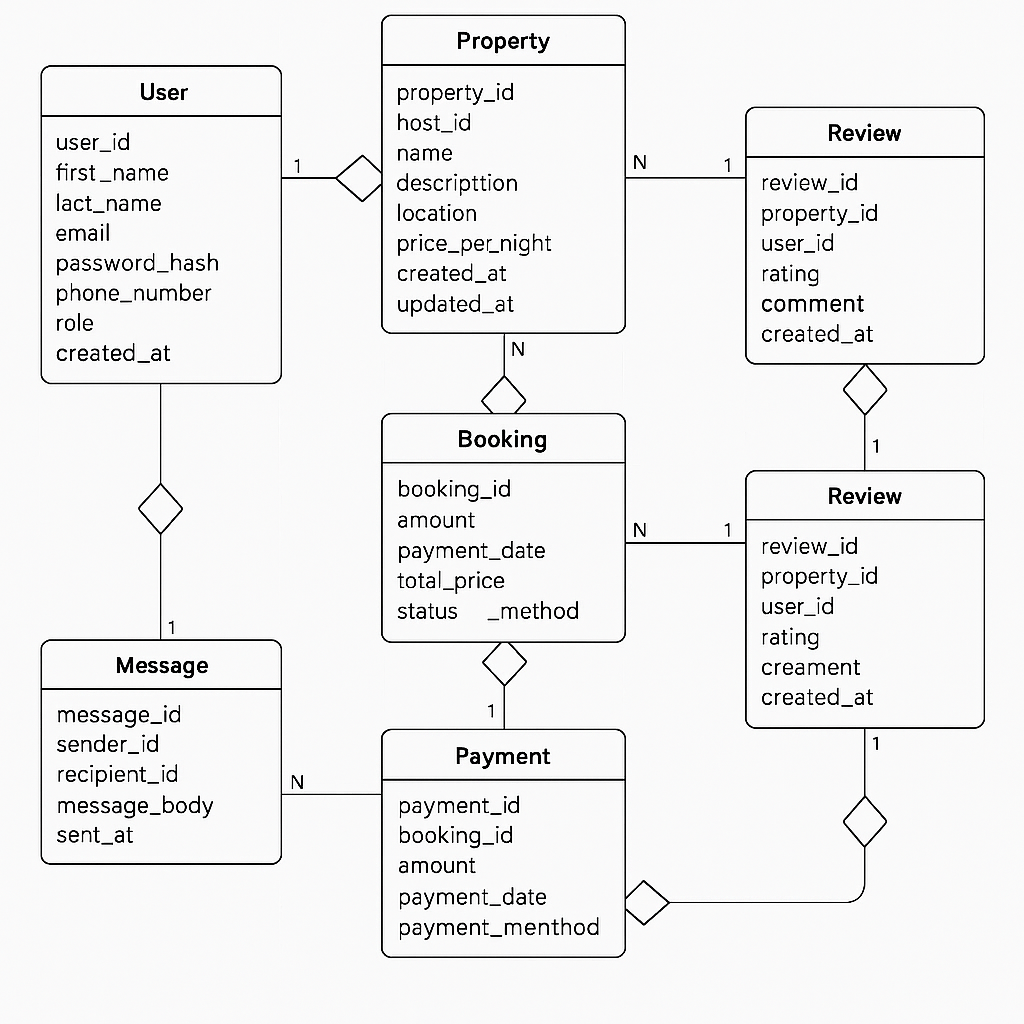 Property
property_id
host_id
name
descripttion
location
price_per_night
created_at
updated_at
User
user_id
first_name
lact_name
email
password_hash
phone_number
role
created_at
1
N
1
Review
review_id
property_id
user_id
rating
comment
created_at
N
1
Booking
booking_id
amount
payment_date
total_price
status _method
N
1
Review
review_id
property_id
user_id
rating
creament
created_at
1
Message
message_id
sender_id
recipient_id
message_body
sent_at
N
1
Payment
payment_id
booking_id
amount
payment_date
payment_menthod
1